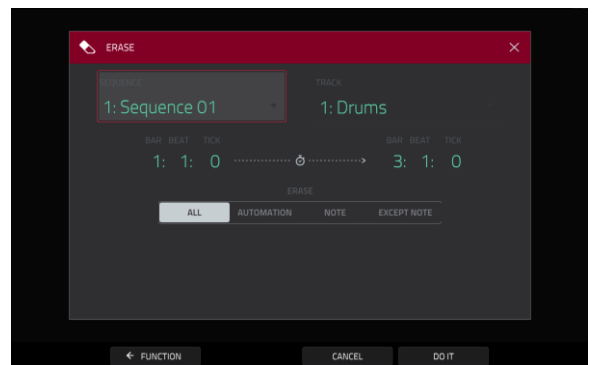 ERASE
SEQUENCE TRACK
1: Sequence 01 1: Drums
BAR BEAT TICK BAR BEAT TICK
1: 1: 0 3: 1: 0
ERASE
ALL AUTOMATION NOTE EXCEPT NOTE
FUNCTION CANCEL DO IT